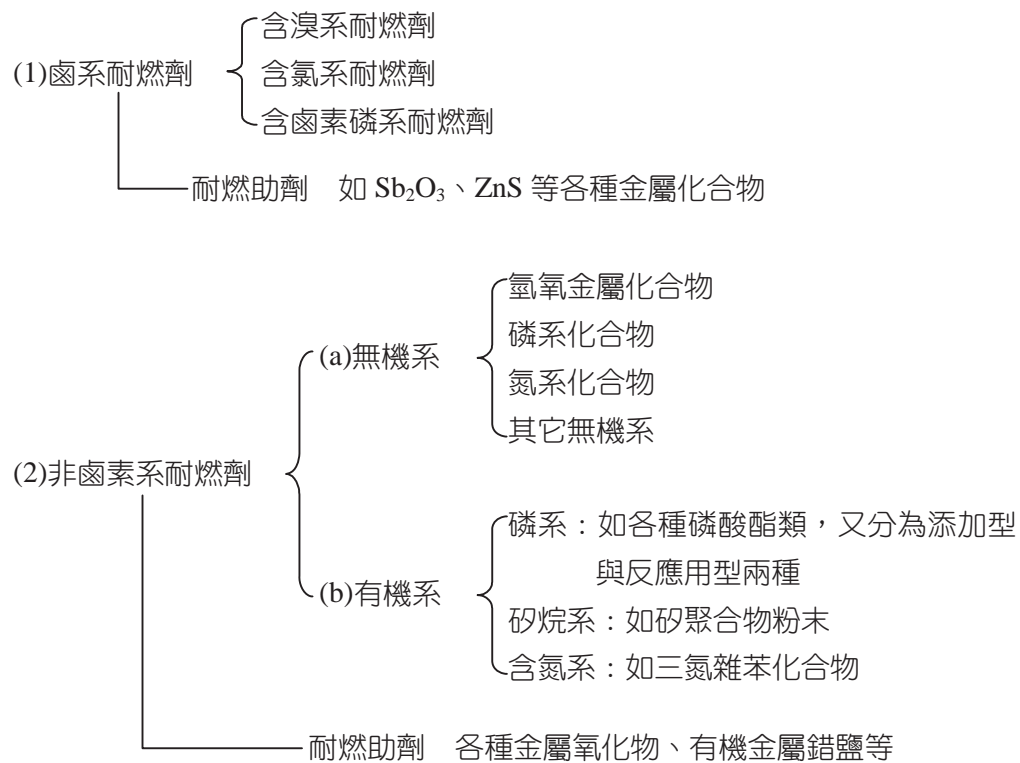 含溴系耐燃劑
(1)鹵系耐燃劑 含氯系耐燃劑
含鹵素磷系耐燃劑
耐燃助劑 如 Sb₂O₃、ZnS 等各種金屬化合物
氫氧金屬化合物
(a)無機系 磷系化合物
氮系化合物
其它無機系
(2)非鹵素系耐燃劑
磷系：如各種磷酸酯類，又分為添加型
與反應用型兩種
(b)有機系
矽烷系：如矽聚合物粉末
含氮系：如三氮雜苯化合物
耐燃助劑 各種金屬氧化物、有機金屬錯鹽等